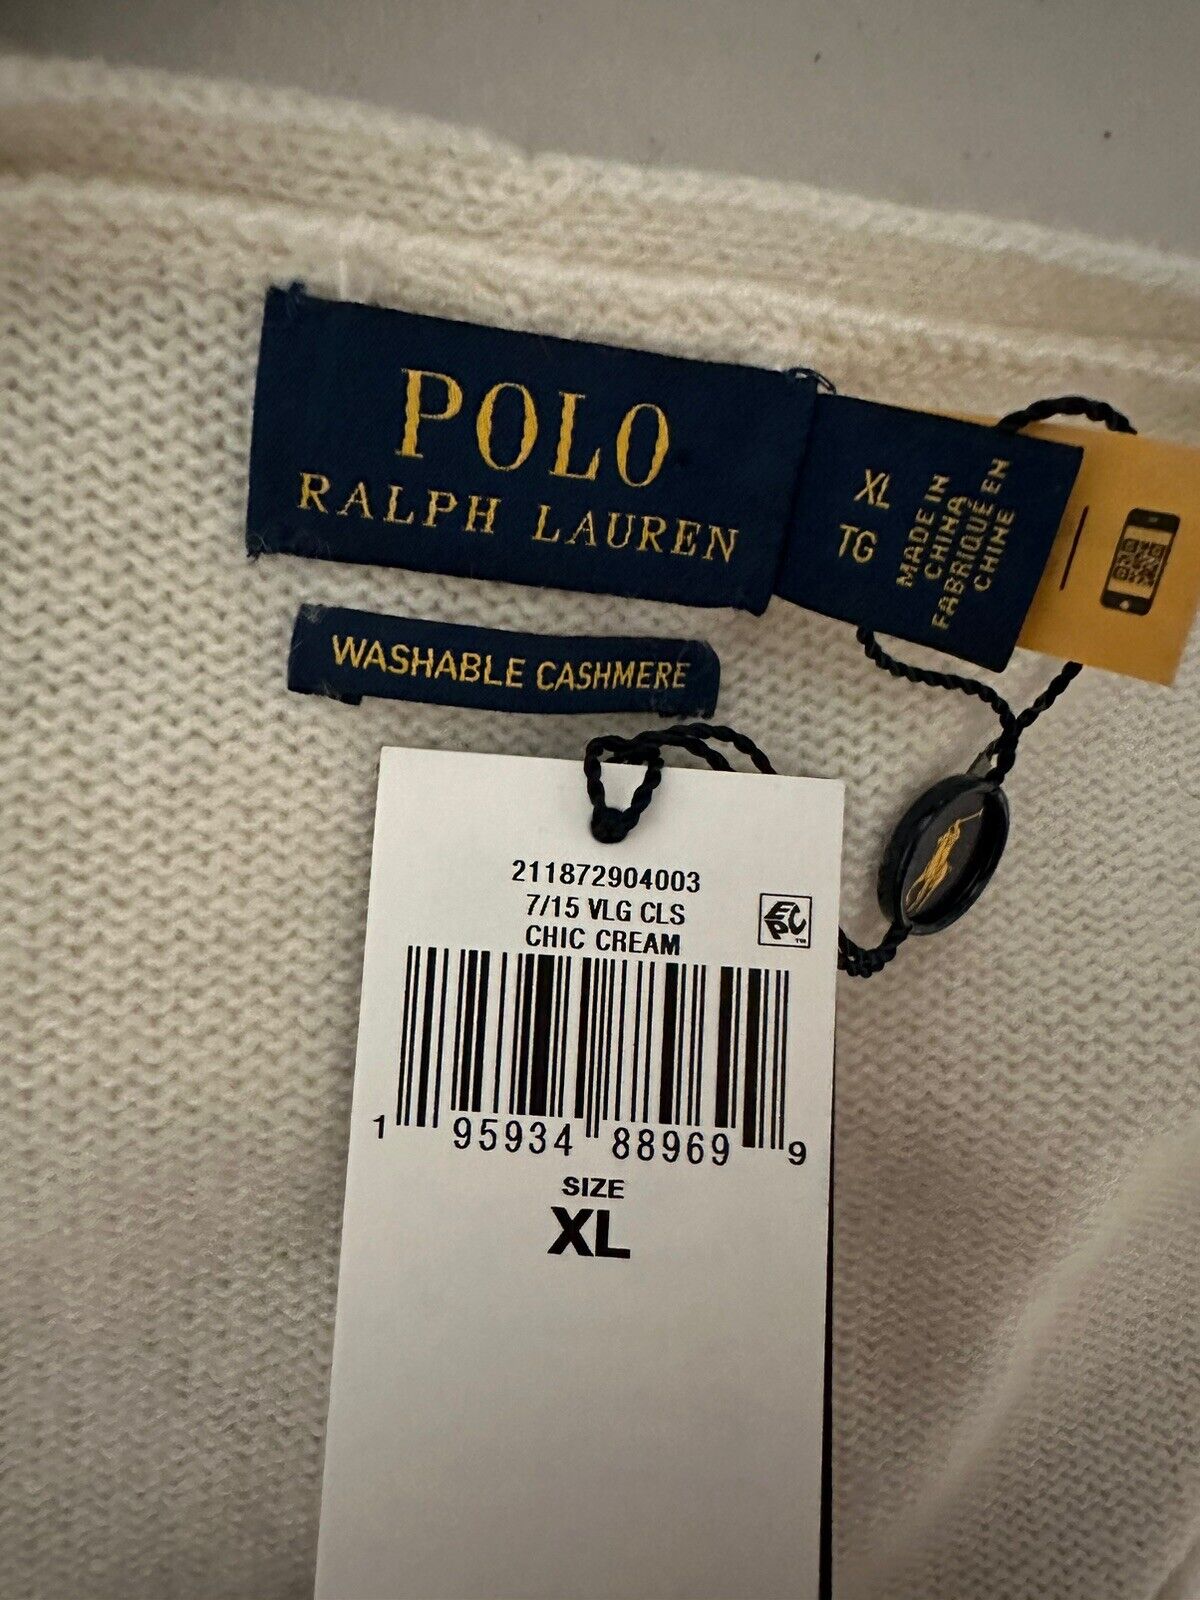 POLO
RALPH LAUREN
XL
TG
MADE IN
CHINA
FABRIQUÉ EN
CHINE
WASHABLE CASHMERE
211872904003
7/15 VLG CLS
CHIC CREAM
EPC™
1 95934 88969 9
SIZE
XL